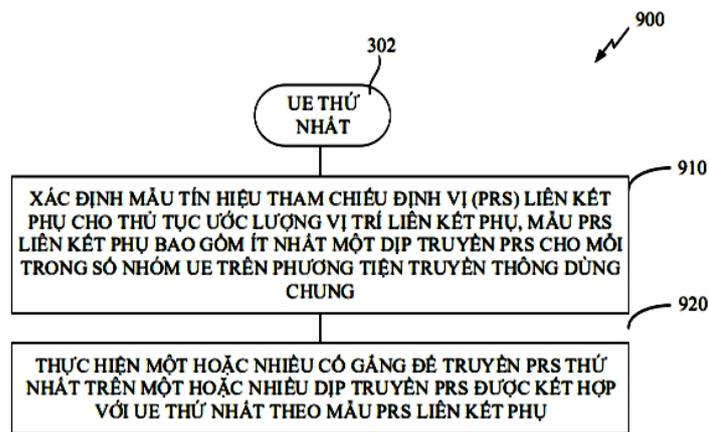 900
302
UE THỨ
NHẤT
910
XÁC ĐỊNH MẪU TÍN HIỆU THAM CHIẾU ĐỊNH VỊ (PRS) LIÊN KẾT
PHỤ CHO THỦ TỤC ƯỚC LƯỢNG VỊ TRÍ LIÊN KẾT PHỤ, MẪU PRS
LIÊN KẾT PHỤ BAO GỒM ÍT NHẤT MỘT DỊP TRUYỀN PRS CHO MỖI
TRONG SỐ NHÓM UE TRÊN PHƯƠNG TIỆN TRUYỀN THÔNG DÙNG
CHUNG
920
THỰC HIỆN MỘT HOẶC NHIỀU CỐ GẮNG ĐỂ TRUYỀN PRS THỨ
NHẤT TRÊN MỘT HOẶC NHIỀU DỊP TRUYỀN PRS ĐƯỢC KẾT HỢP
VỚI UE THỨ NHẤT THEO MẪU PRS LIÊN KẾT PHỤ